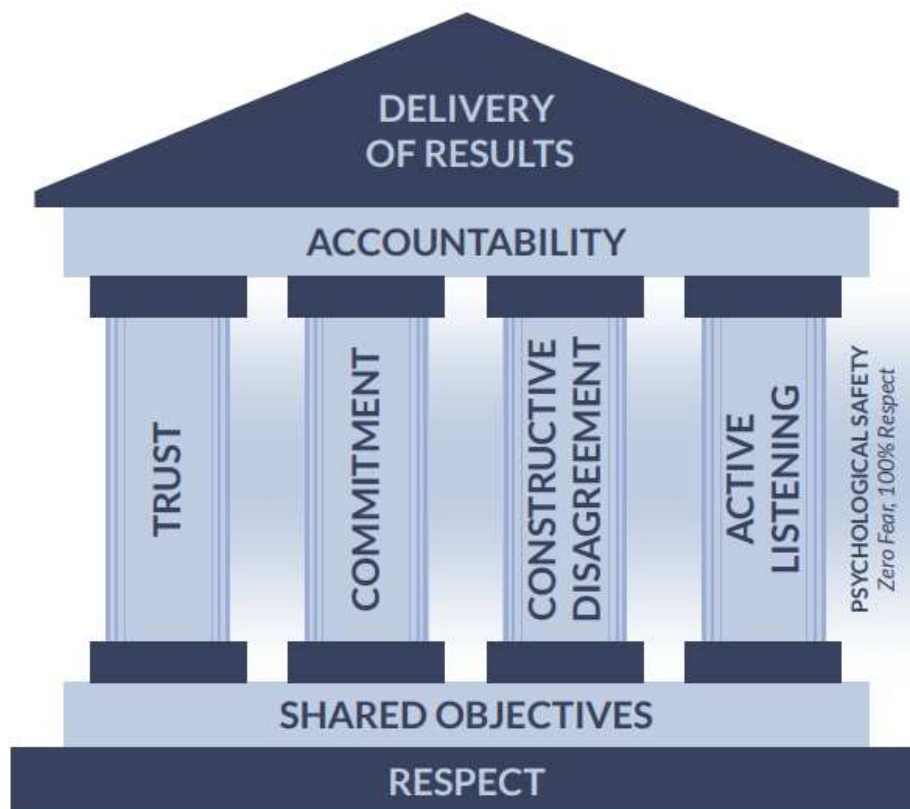 DELIVERY
OF RESULTS
ACCOUNTABILITY
TRUST
COMMITMENT
CONSTRUCTIVE
DISAGREEMENT
ACTIVE
LISTENING
PSYCHOLOGICAL SAFETY
Zero Fear, 100% Respect
SHARED OBJECTIVES
RESPECT